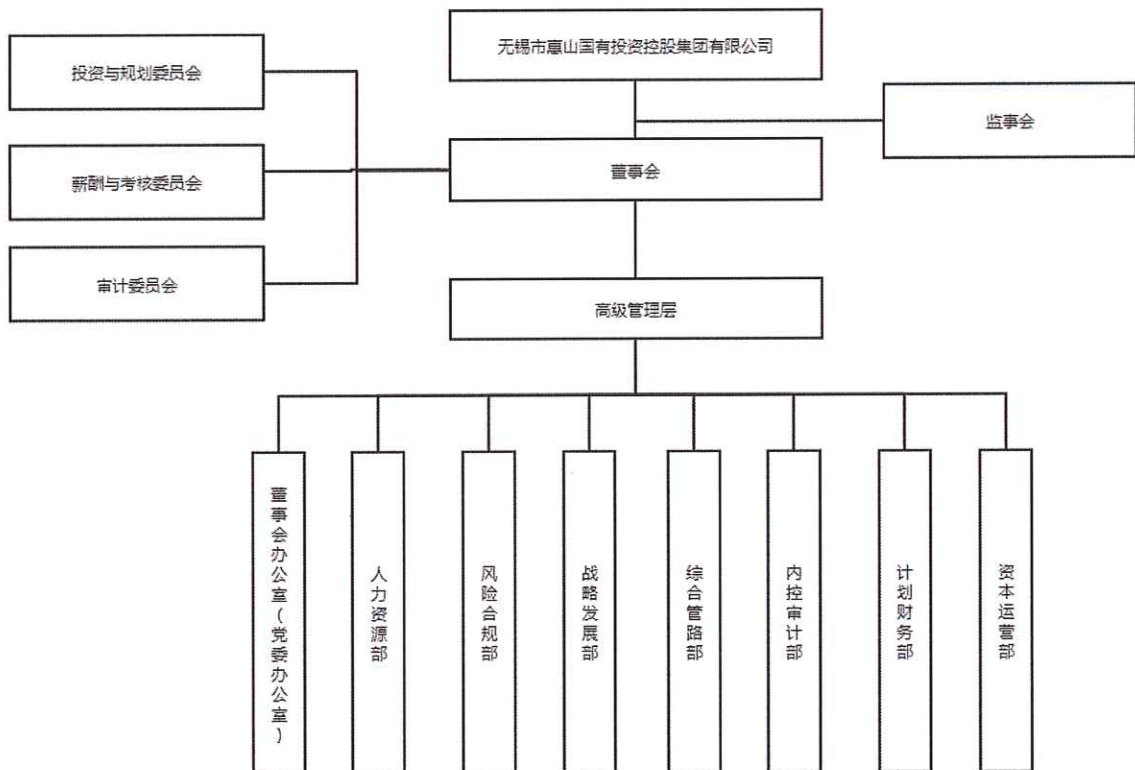 无锡市惠山国有投资控股集团有限公司
投资与规划委员会
监事会
薪酬与考核委员会
董事会
审计委员会
高级管理层
董事会办公室(党委办公室)
人力资源部
风险合规部
战略发展部
综合管路部
内控审计部
计划财务部
资本运营部